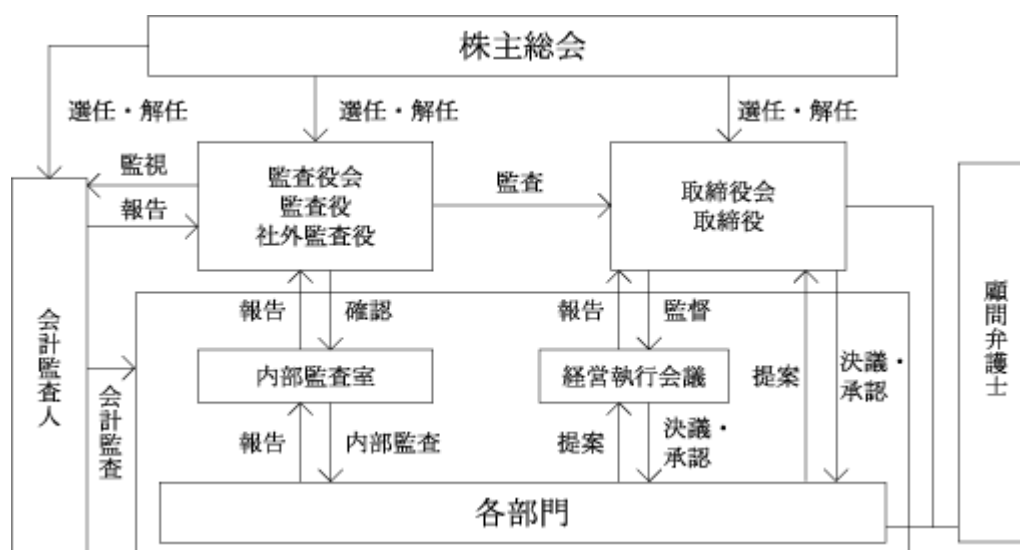 株主総会
選任・解任
選任・解任
選任・解任
監視
報告
監査役会
監査役
社外監査役
監査
取締役会
取締役
会計監査人
顧問弁護士
報告
確認
報告
監督
提案
決議・
承認
会計監査
内部監査室
経営執行会議
報告
内部監査
提案
決議・
承認
各部門